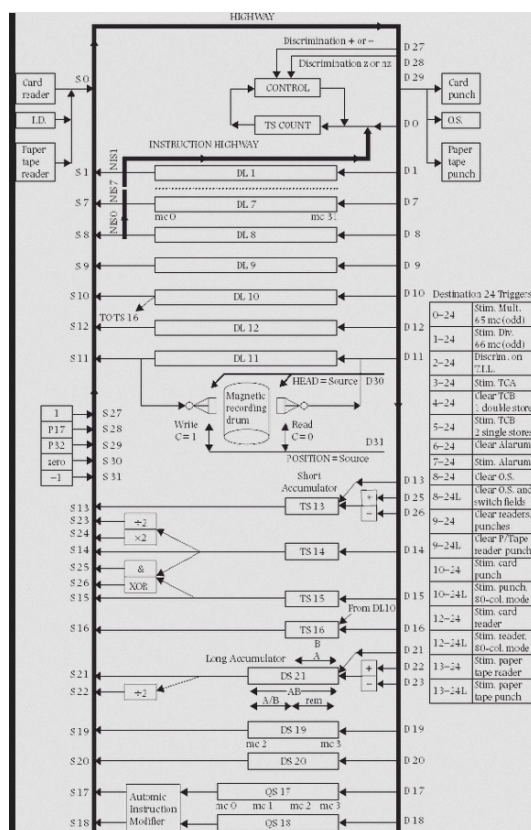 HIGHWAY
Discrimination + or −
D 27
Discrimination z or nz
D 28
D 29
S 0
Card reader
CONTROL
Card punch
I.D.
TS COUNT
D 0
O.S.
Paper tape reader
INSTRUCTION HIGHWAY
Paper tape punch
NIS1
S 1
DL 1
D 1
NIS7
S 7
DL 7
D 7
mc 0
mc 3
NIS0
S 8
DL 8
D 8
S 9
DL 9
D 9
S 10
DL 10
D 10
TO TS 16
S 12
DL 12
D 12
S 11
DL 11
D 11
HEAD = Source
D30
Magnetic recording drum
Write C = 1
Read C = 0
D31
POSITION = Source
1
S 27
P17
S 28
P32
S 29
zero
S 30
−1
S 31
Short Accumulator
D 13
S 13
TS 13
+
D 25
−
D 26
S 23
÷2
S 24
×2
S 14
TS 14
D 14
S 25
&
S 26
XOR
S 15
TS 15
D 15
From DL10
S 16
TS 16
D 16
B
A
D 21
Long Accumulator
S 21
DS 21
+
D 22
−
D 23
S 22
÷2
AB
A/B
rem
S 19
DS 19
D 19
mc 2
mc 3
S 20
DS 20
D 20
S 17
QS 17
D 17
mc 0
mc 1
mc 2
mc 3
Automic Instruction Moifier
S 18
QS 18
D 18
Destination 24 Triggers
0–24 Stim. Mult. 65 mc (odd)
1–24 Stim. Div. 66 mc (odd)
2–24 Discrim. on T.I.L.
3–24 Stim. TCA
4–24 Clear TCB 1 double store
5–24 Stim. TCB 2 single stores
6–24 Clear Alarum
7–24 Stim. Alarum
8–24 Clear O.S.
8–24L Clear O.S. and switch fields
9–24 Clear readers, punches
9–24L Clear P/Tape reader punch
10–24 Stim. card punch
10–24L Stim. punch, 80-col. mode
12–24 Stim. card reader
12–24L Stim. reader, 80-col. mode
13–24 Stim. paper tape reader
13–24L Stim. paper tape punch